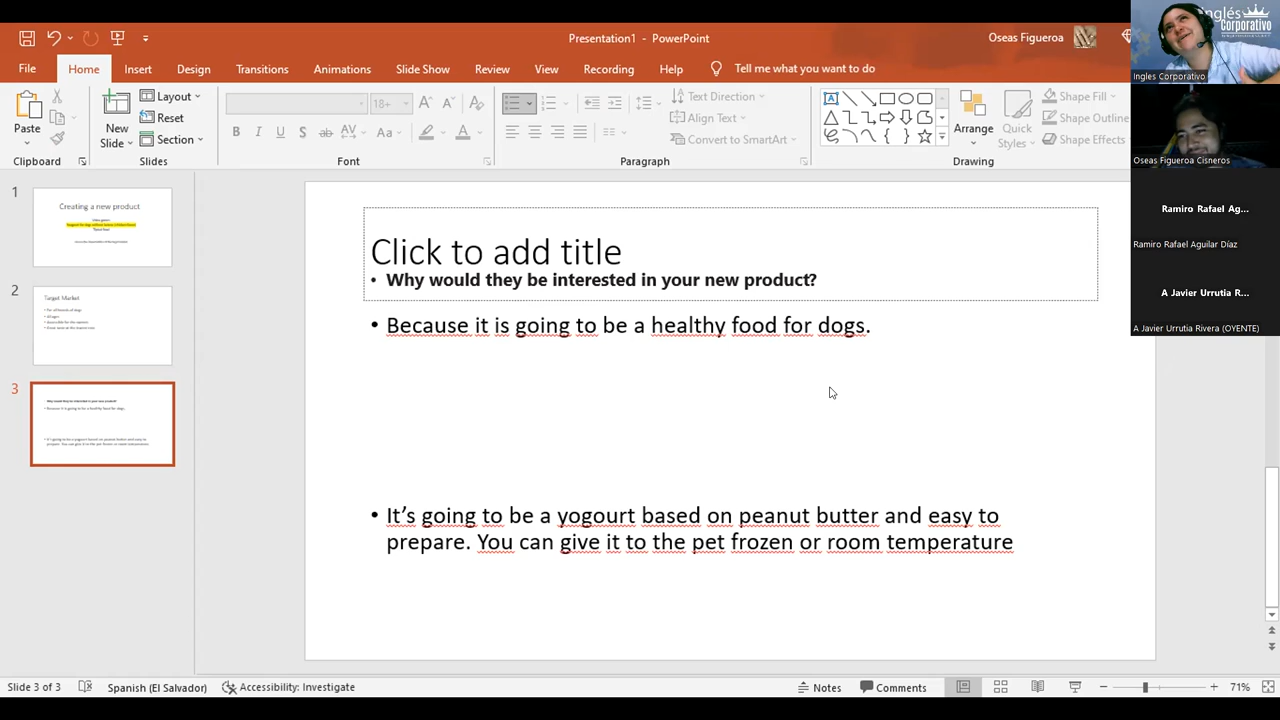 Presentation1 - PowerPoint
Oseas Figueroa
File
Home
Insert
Design
Transitions
Animations
Slide Show
Review
View
Recording
Help
Tell me what you want to do
Paste
Clipboard
New
Slide
Layout
Reset
Section
Slides
18+
Font
Text Direction
Align Text
Convert to SmartArt
Paragraph
Arrange
Quick
Styles
Shape Fill
Shape Outline
Shape Effects
Drawing
Inglés
Corporativo
Ingles Corporativo
Oseas Figueroa Cisneros
Ramiro Rafael Ag...
Ramiro Rafael Aguilar Díaz
A Javier Urrutia R...
A Javier Urrutia Rivera (OYENTE)
1
Creating a new product
2
Target Market
3
Click to add title
• Why would they be interested in your new product?
• Because it is going to be a healthy food for dogs.
• It’s going to be a yogourt based on peanut butter and easy to
prepare. You can give it to the pet frozen or room temperature
Slide 3 of 3
Spanish (El Salvador)
Accessibility: Investigate
Notes
Comments
71%